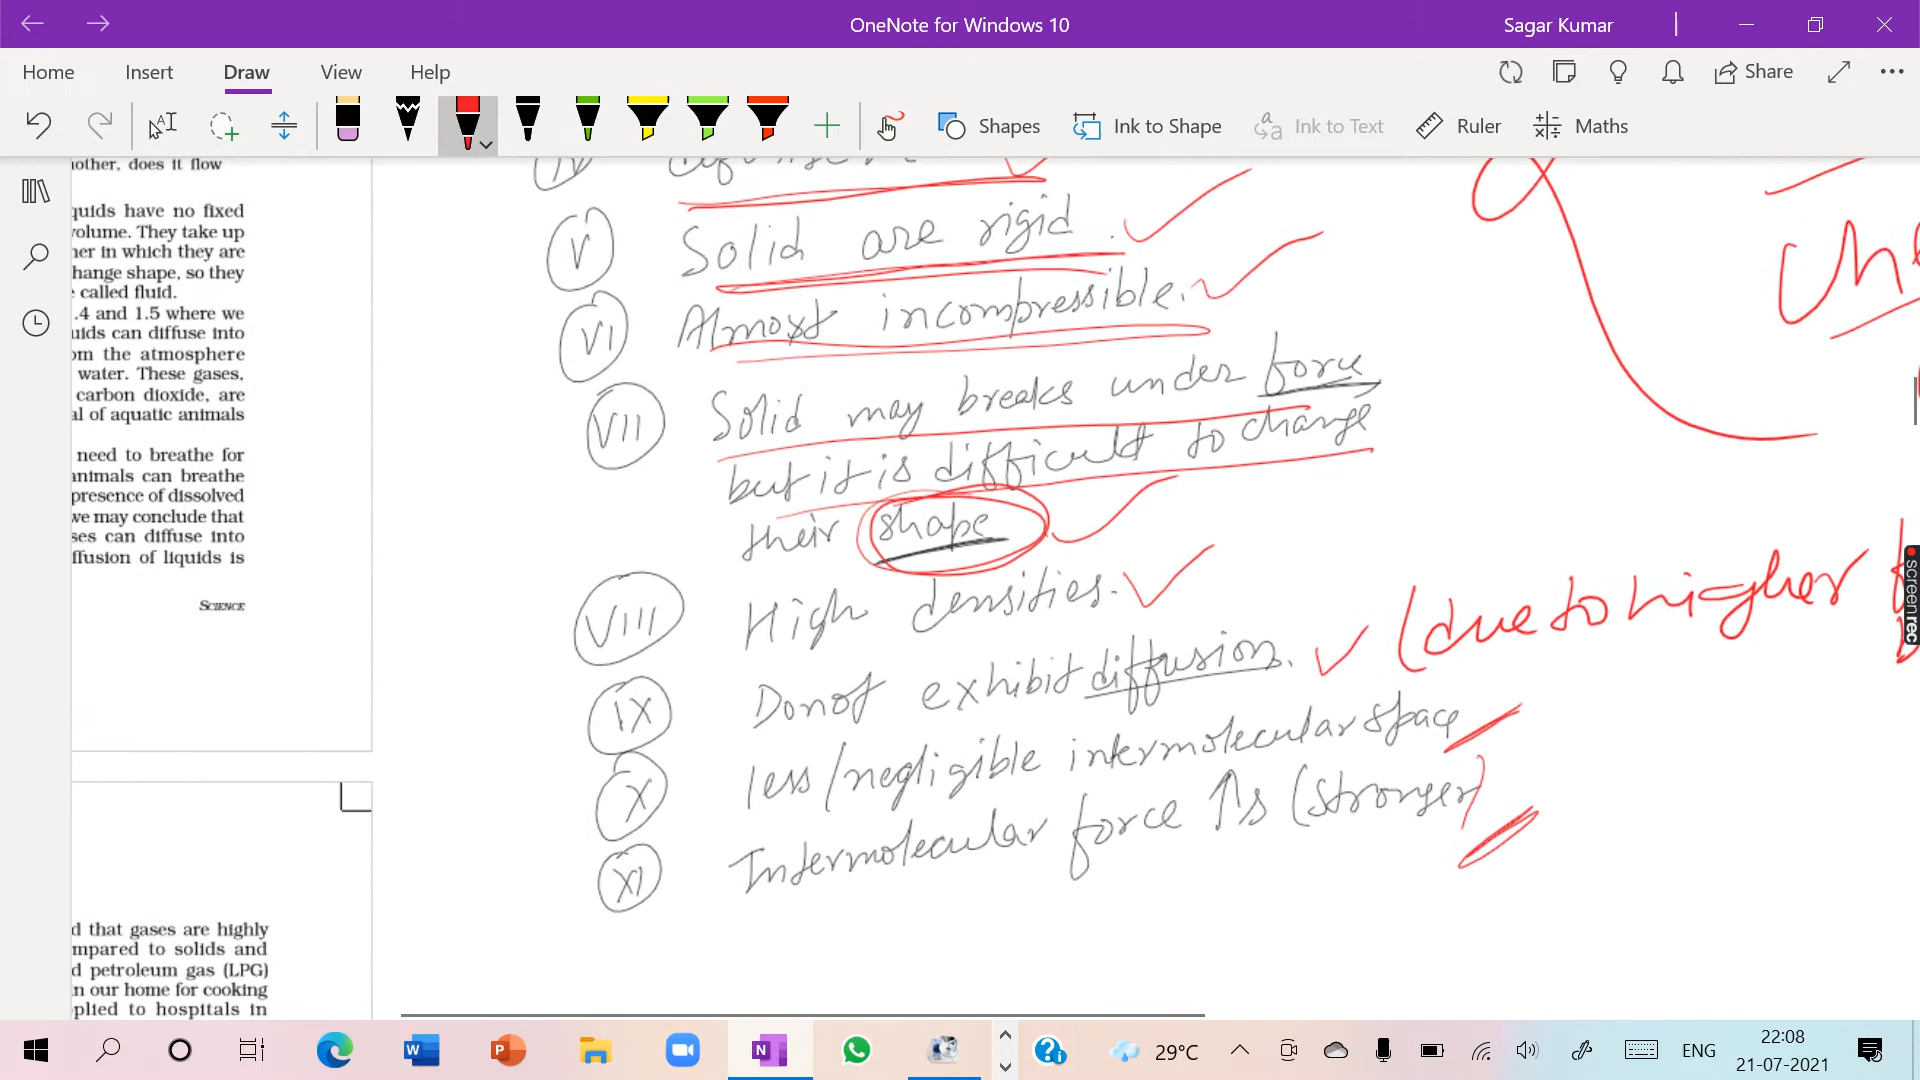 OneNote for Windows 10
Sagar Kumar
Home Insert Draw View Help
Share
Shapes Ink to Shape Ink to Text Ruler Maths
other, does it flow
quids have no fixed
volume. They take up
ner in which they are
hange shape, so they
called fluid.
.4 and 1.5 where we
uids can diffuse into
om the atmosphere
water. These gases,
carbon dioxide, are
al of aquatic animals
need to breathe for
animals can breathe
presence of dissolved
we may conclude that
ses can diffuse into
ffusion of liquids is
SCIENCE
d that gases are highly
mpared to solids and
d petroleum gas (LPG)
n our home for cooking
plied to hospitals in
IV
V Solid are rigid.
VI Almost incompressible.
VII Solid may breaks under force
but it is difficult to change
their shape
VIII High densities.
IX Donot exhibit diffusion. (due to higher
X less/negligible intermolecular space
XI Intermolecular force ↑s (stronger)
Che
screenrec
29°C
ENG
22:08
21-07-2021